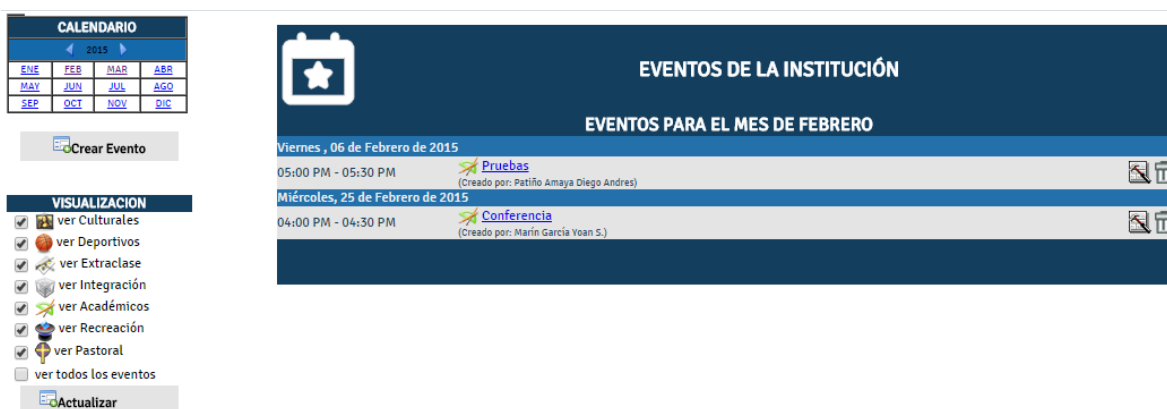 CALENDARIO
2015
ENE FEB MAR ABR
MAY JUN JUL AGO
SEP OCT NOV DIC
Crear Evento
VISUALIZACION
ver Culturales
ver Deportivos
ver Extraclase
ver Integración
ver Académicos
ver Recreación
ver Pastoral
ver todos los eventos
Actualizar
EVENTOS DE LA INSTITUCIÓN
EVENTOS PARA EL MES DE FEBRERO
Viernes , 06 de Febrero de 2015
05:00 PM - 05:30 PM Pruebas
(Creado por: Patiño Amaya Diego Andres)
Miércoles, 25 de Febrero de 2015
04:00 PM - 04:30 PM Conferencia
(Creado por: Marín García Yoan S.)